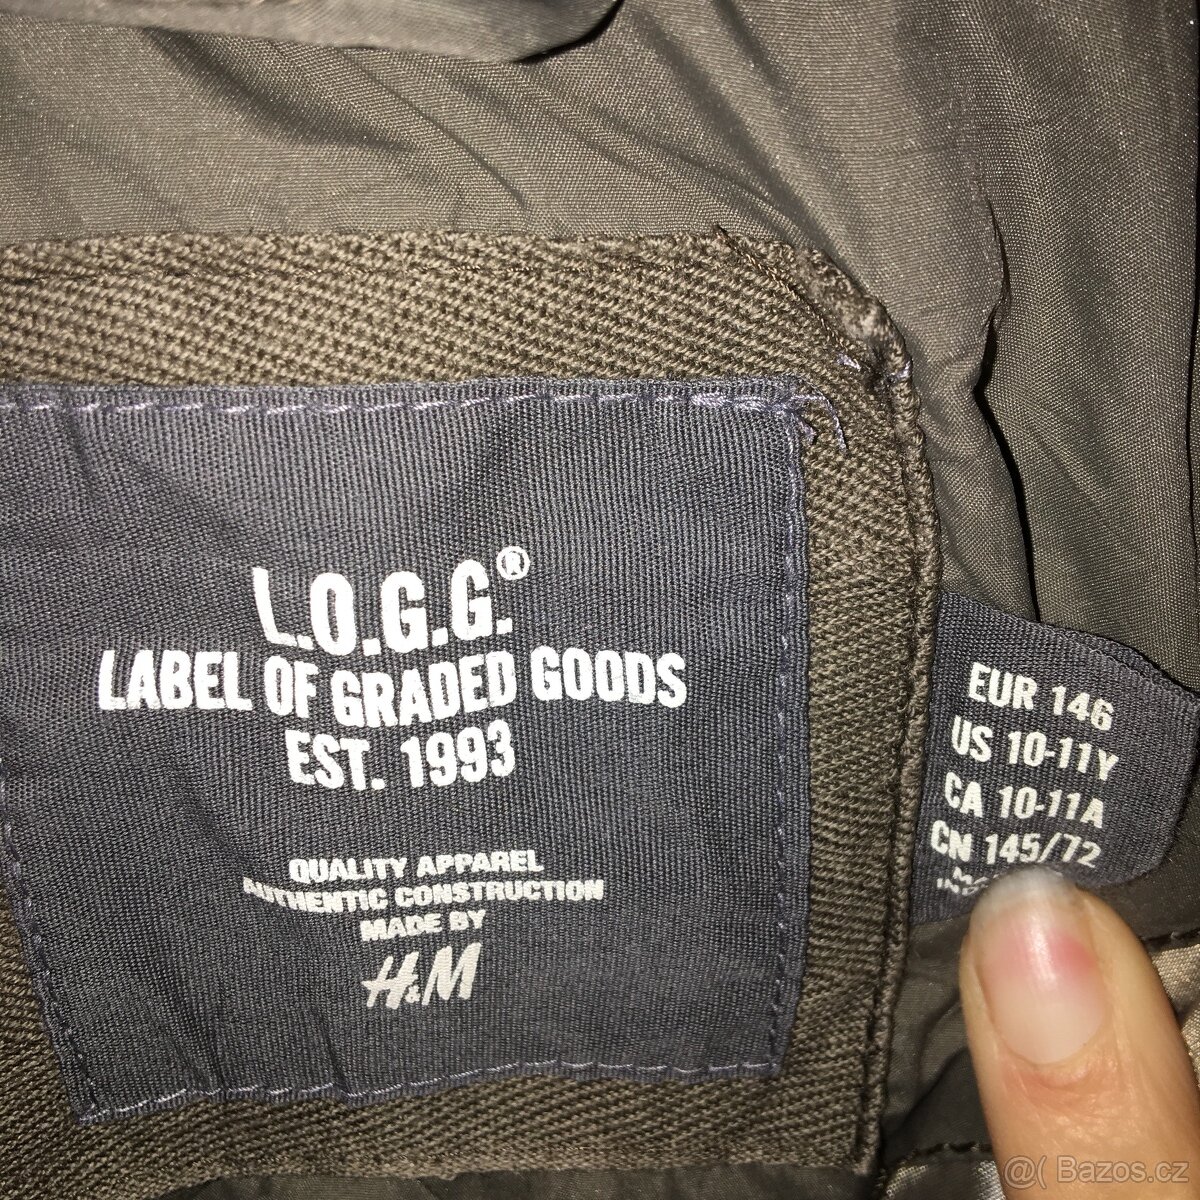 L.O.G.G.®
LABEL OF GRADED GOODS
EST. 1993
QUALITY APPAREL
AUTHENTIC CONSTRUCTION
MADE BY
H&M
EUR 146
US 10-11Y
CA 10-11A
CN 145/72
@( Bazos.cz